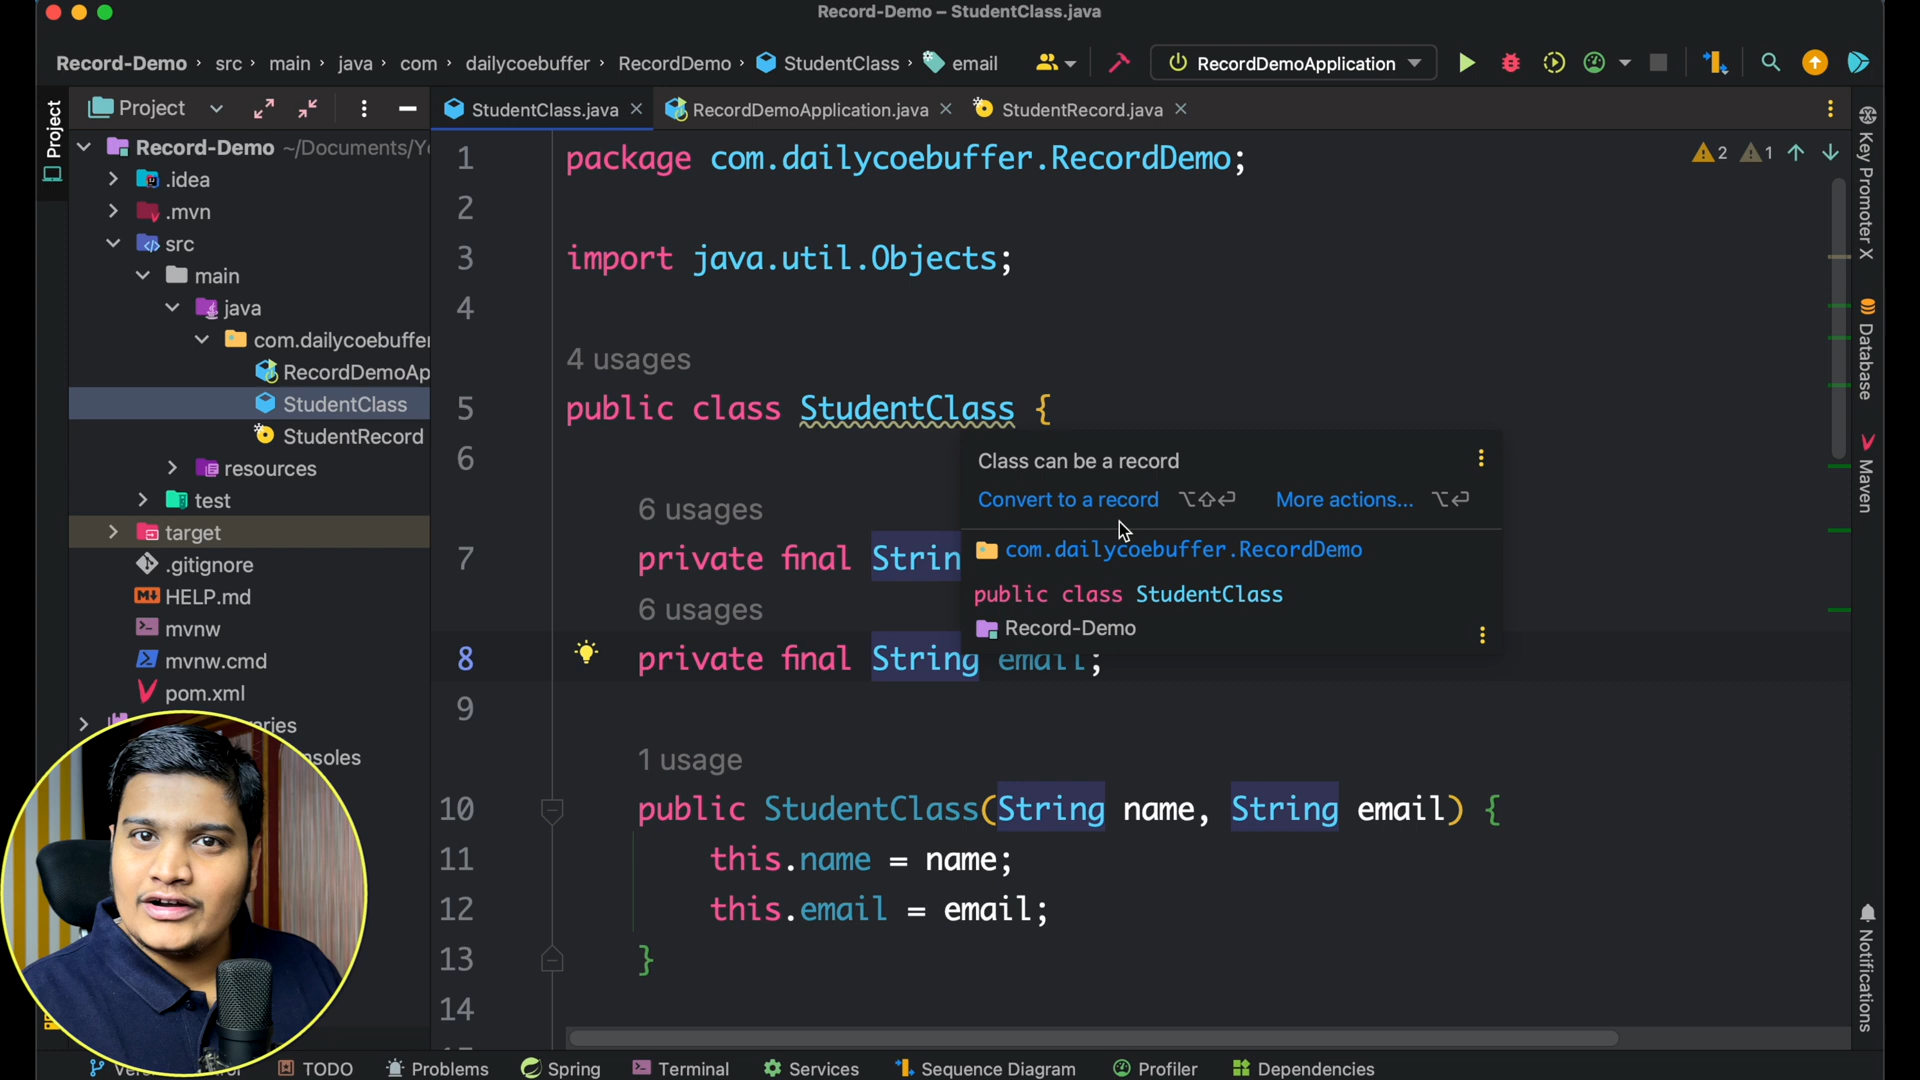 Record-Demo – StudentClass.java
Record-Demo › src › main › java › com › dailycoebuffer › RecordDemo › StudentClass › email
RecordDemoApplication
Project
Project
StudentClass.java
RecordDemoApplication.java
StudentRecord.java
Record-Demo ~/Documents/Y
.idea
.mvn
src
main
java
com.dailycoebuffer
RecordDemoAp
StudentClass
StudentRecord
resources
test
target
.gitignore
HELP.md
mvnw
mvnw.cmd
pom.xml
2 1
1 package com.dailycoebuffer.RecordDemo;
2
3 import java.util.Objects;
4
4 usages
5 public class StudentClass {
6
Class can be a record
Convert to a record ⌥⇧⏎ More actions... ⌥⏎
com.dailycoebuffer.RecordDemo
public class StudentClass
Record-Demo
6 usages
7 private final Strin
6 usages
8 private final String email;
9
1 usage
10 public StudentClass(String name, String email) {
11 this.name = name;
12 this.email = email;
13 }
14
Key Promoter X
Database
Maven
Notifications
TODO
Problems
Spring
Terminal
Services
Sequence Diagram
Profiler
Dependencies